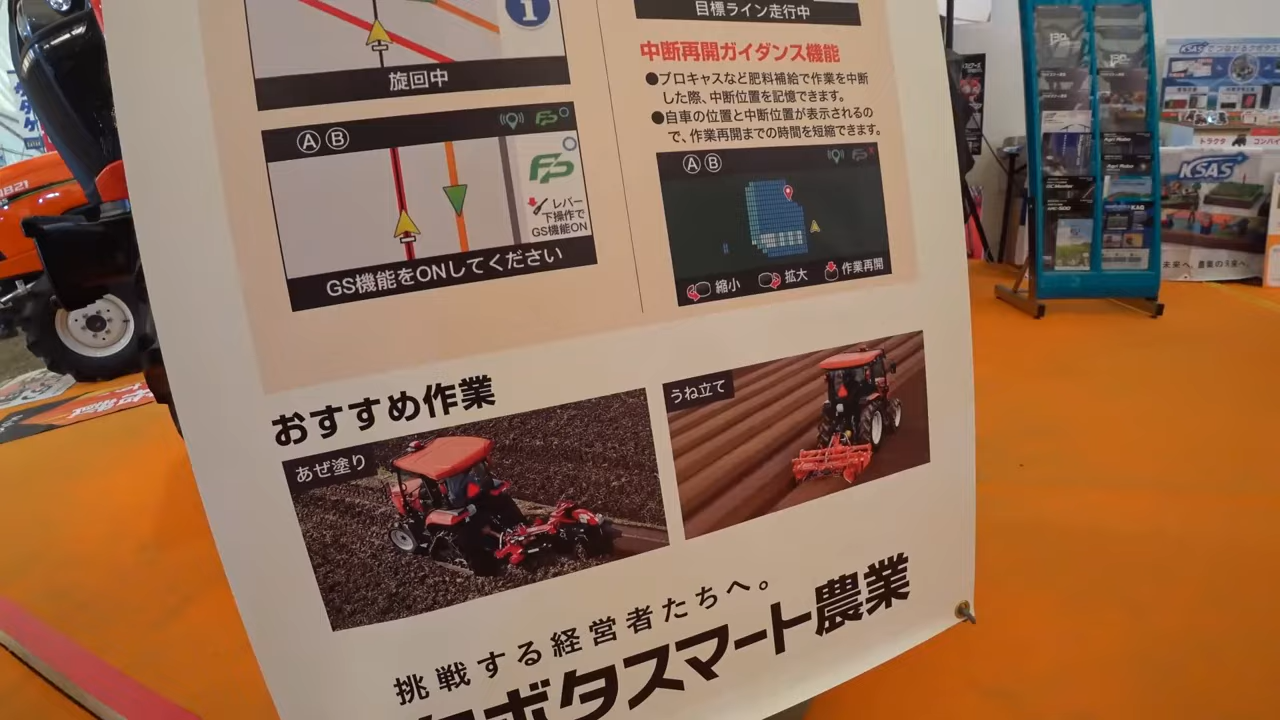 旋回中
A B
FP
FP
レバー
下操作で
GS機能ON
GS機能をONしてください
目標ライン走行中
中断再開ガイダンス機能
●ブロキャスなど肥料補給で作業を中断
した際、中断位置を記憶できます。
●自車の位置と中断位置が表示されるの
で、作業再開までの時間を短縮できます。
A B
縮小
拡大
作業再開
おすすめ作業
あぜ塗り
うね立て
挑戦する経営者たちへ。
クボタスマート農業
KSAS
KSAS
トラクタ